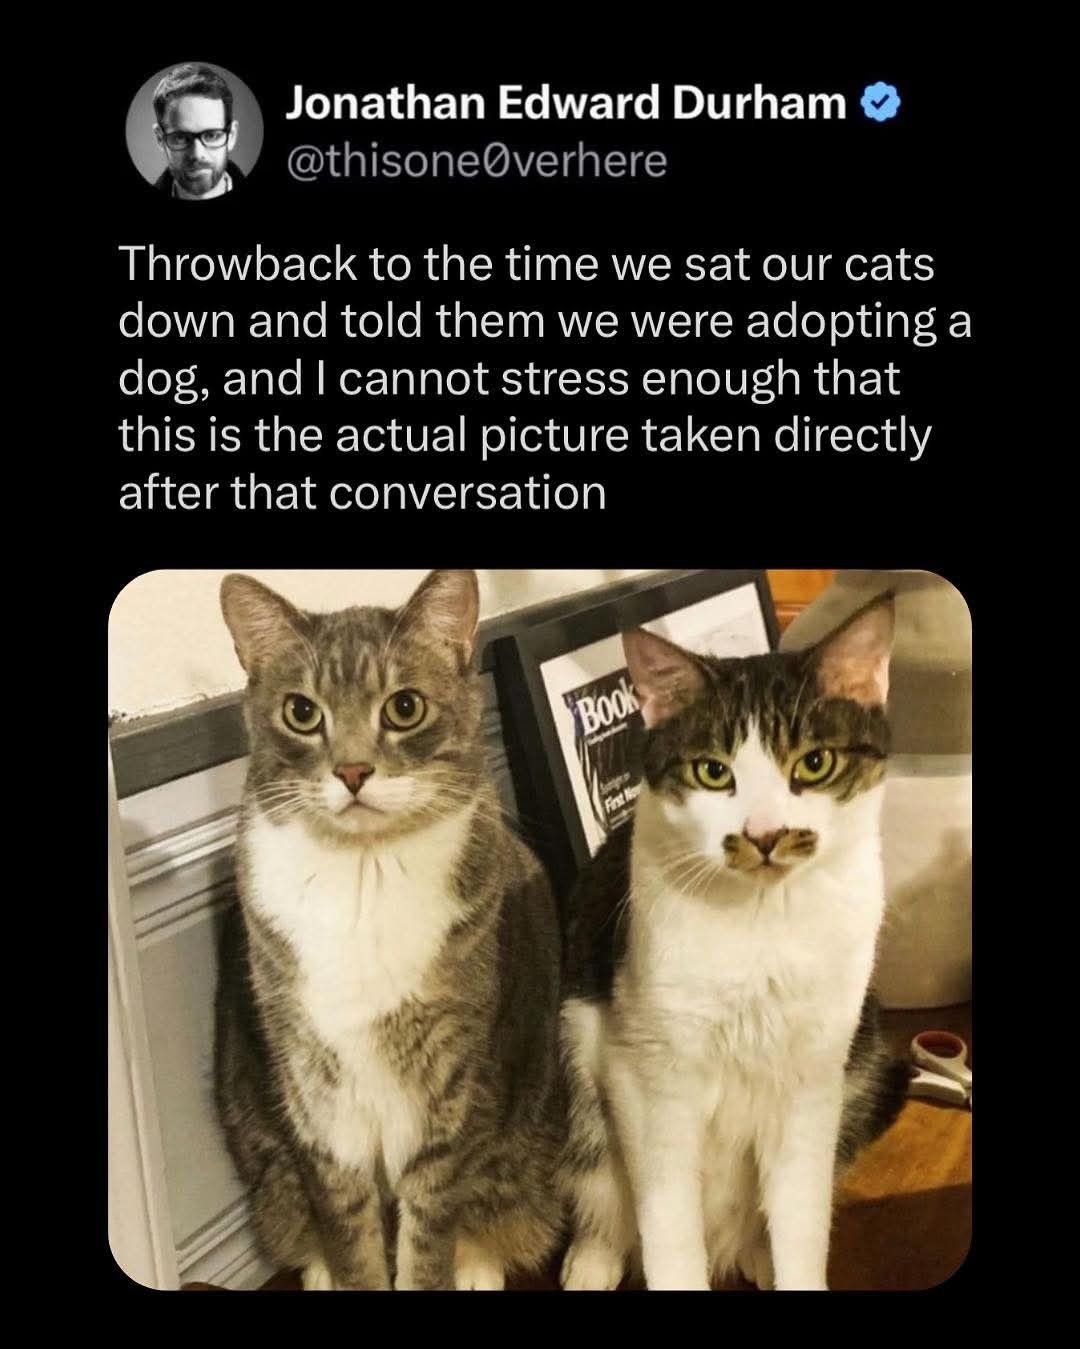 Jonathan Edward Durham
@thisone0verhere
Throwback to the time we sat our cats
down and told them we were adopting a
dog, and I cannot stress enough that
this is the actual picture taken directly
after that conversation
Book
First